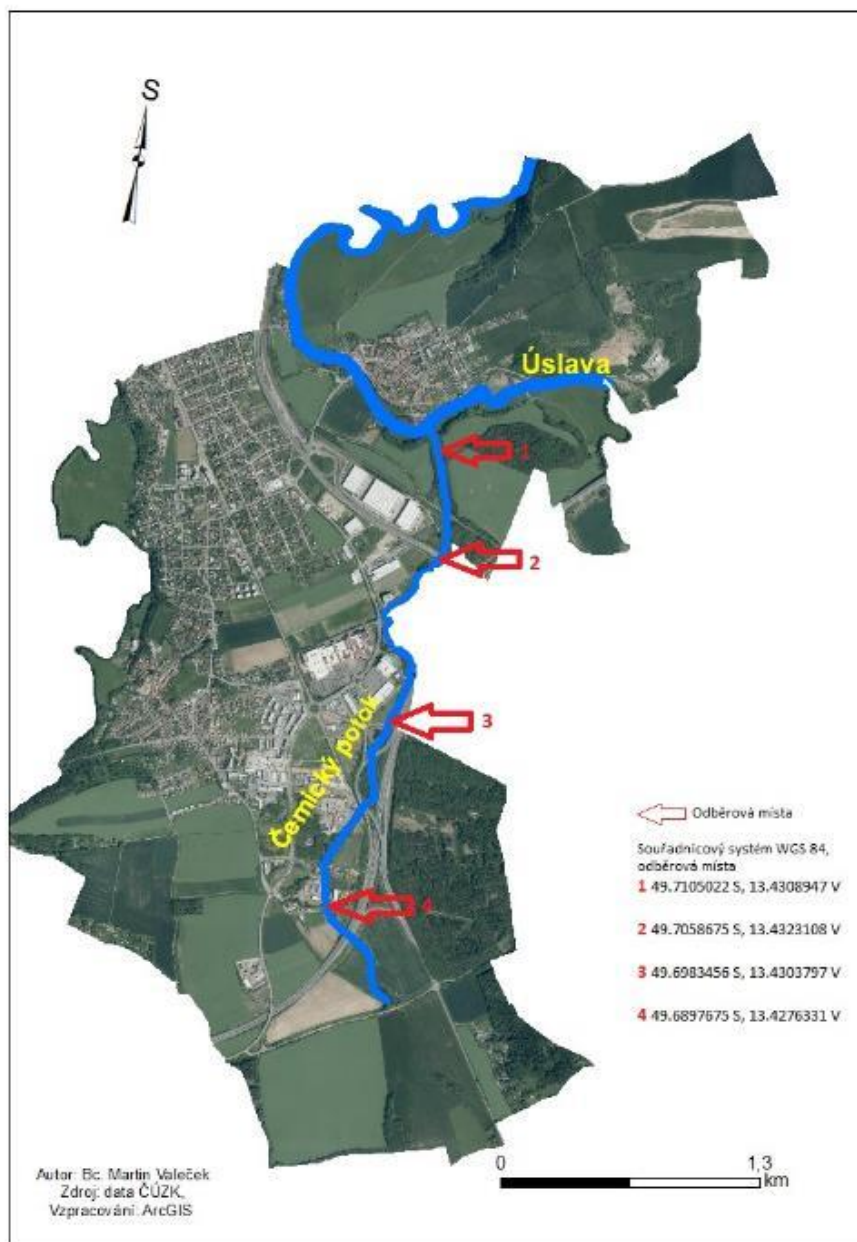 S
Úslava
1
2
Černický potok
3
4
Odběrová místa
Souřadnicový systém WGS 84,
odběrová místa
1 49.7105022 S, 13.4308947 V
2 49.7058675 S, 13.4323108 V
3 49.6983456 S, 13.4303797 V
4 49.6897675 S, 13.4276331 V
Autor: Bc. Martin Valeček
Zdroj: data ČÚZK,
Vzpracování: ArcGIS
0 1,3
km